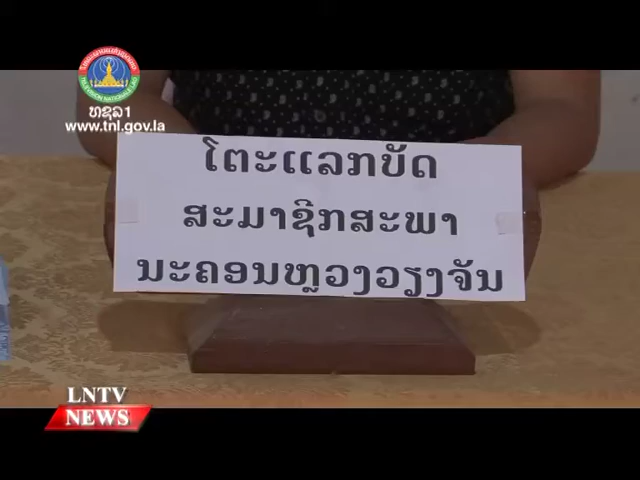 ທຊລ1
www.tnl.gov.la
ໂຕະແລກບັດ
ສະມາຊິກສະພາ
ນະຄອນຫຼວງວຽງຈັນ
LNTV
NEWS